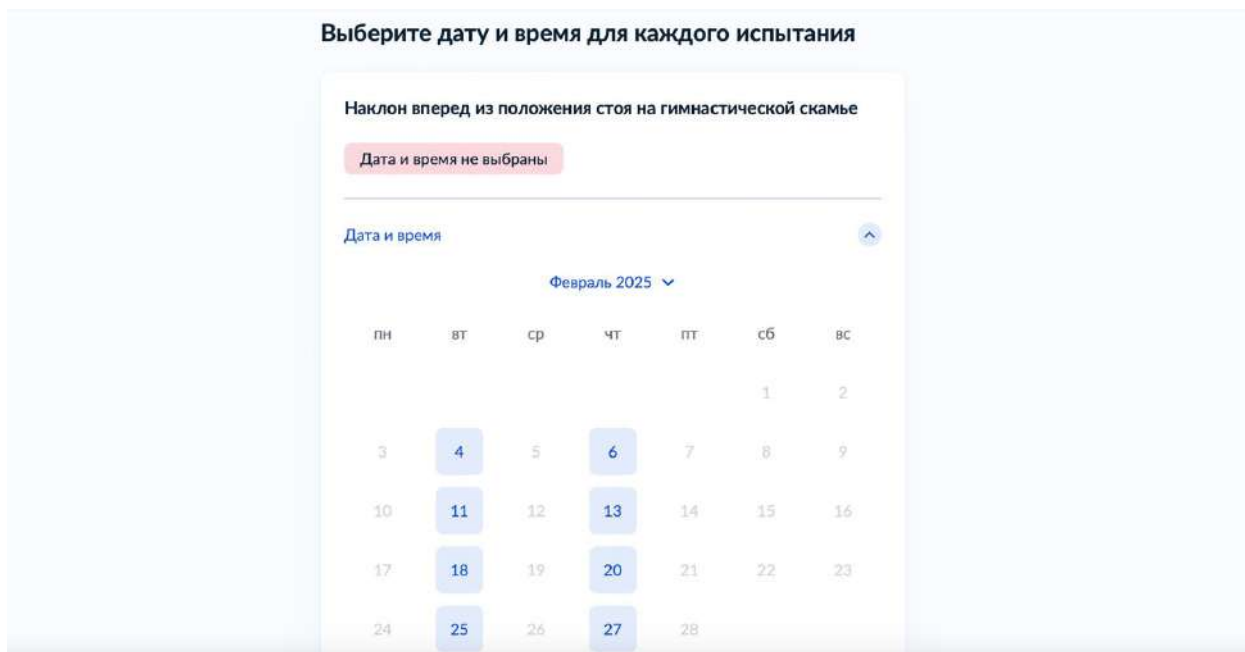 Выберите дату и время для каждого испытания
Наклон вперед из положения стоя на гимнастической скамье
Дата и время не выбраны
Дата и время
Февраль 2025
пн вт ср чт пт сб вс
1 2
3 4 5 6 7 8 9
10 11 12 13 14 15 16
17 18 19 20 21 22 23
24 25 26 27 28